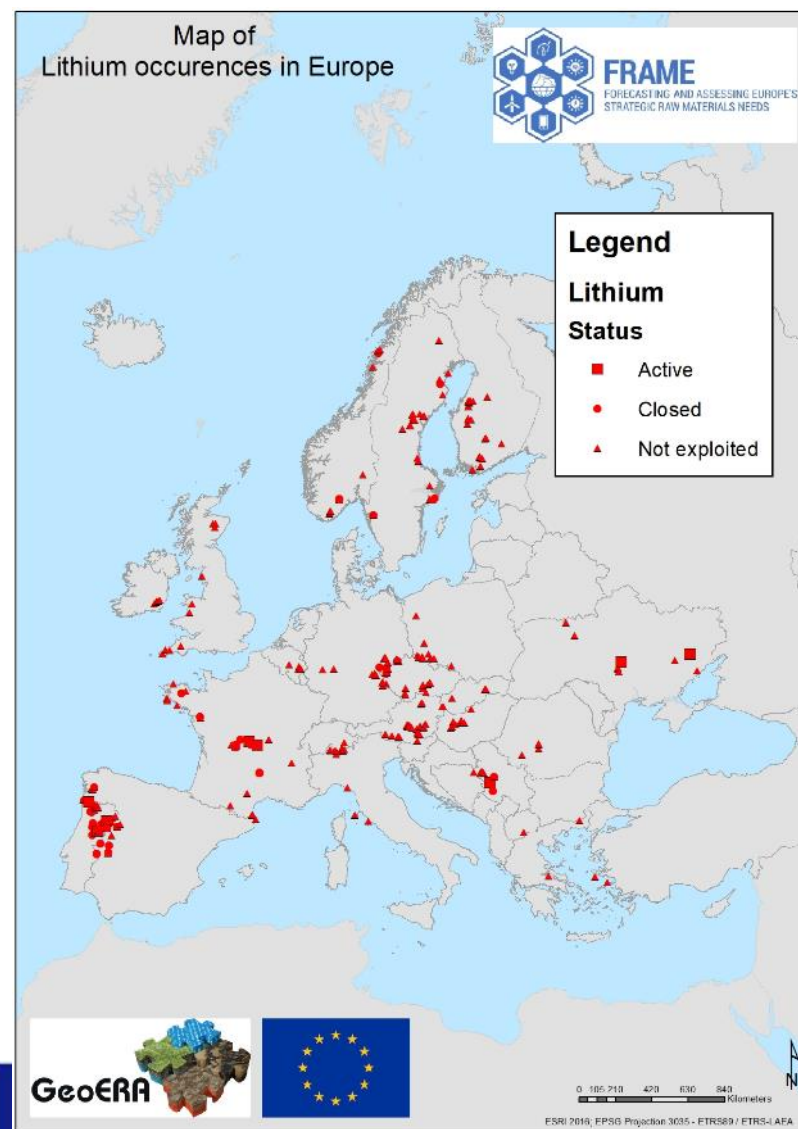 Map of
Lithium occurences in Europe
FRAME
FORECASTING AND ASSESSING EUROPE'S
STRATEGIC RAW MATERIALS NEEDS
Legend
Lithium
Status
Active
Closed
Not exploited
GeoERA
0 105 210 420 630 840
Kilometers
N
ESRI 2016; EPSG Projection 3035 - ETRS89 / ETRS-LAEA